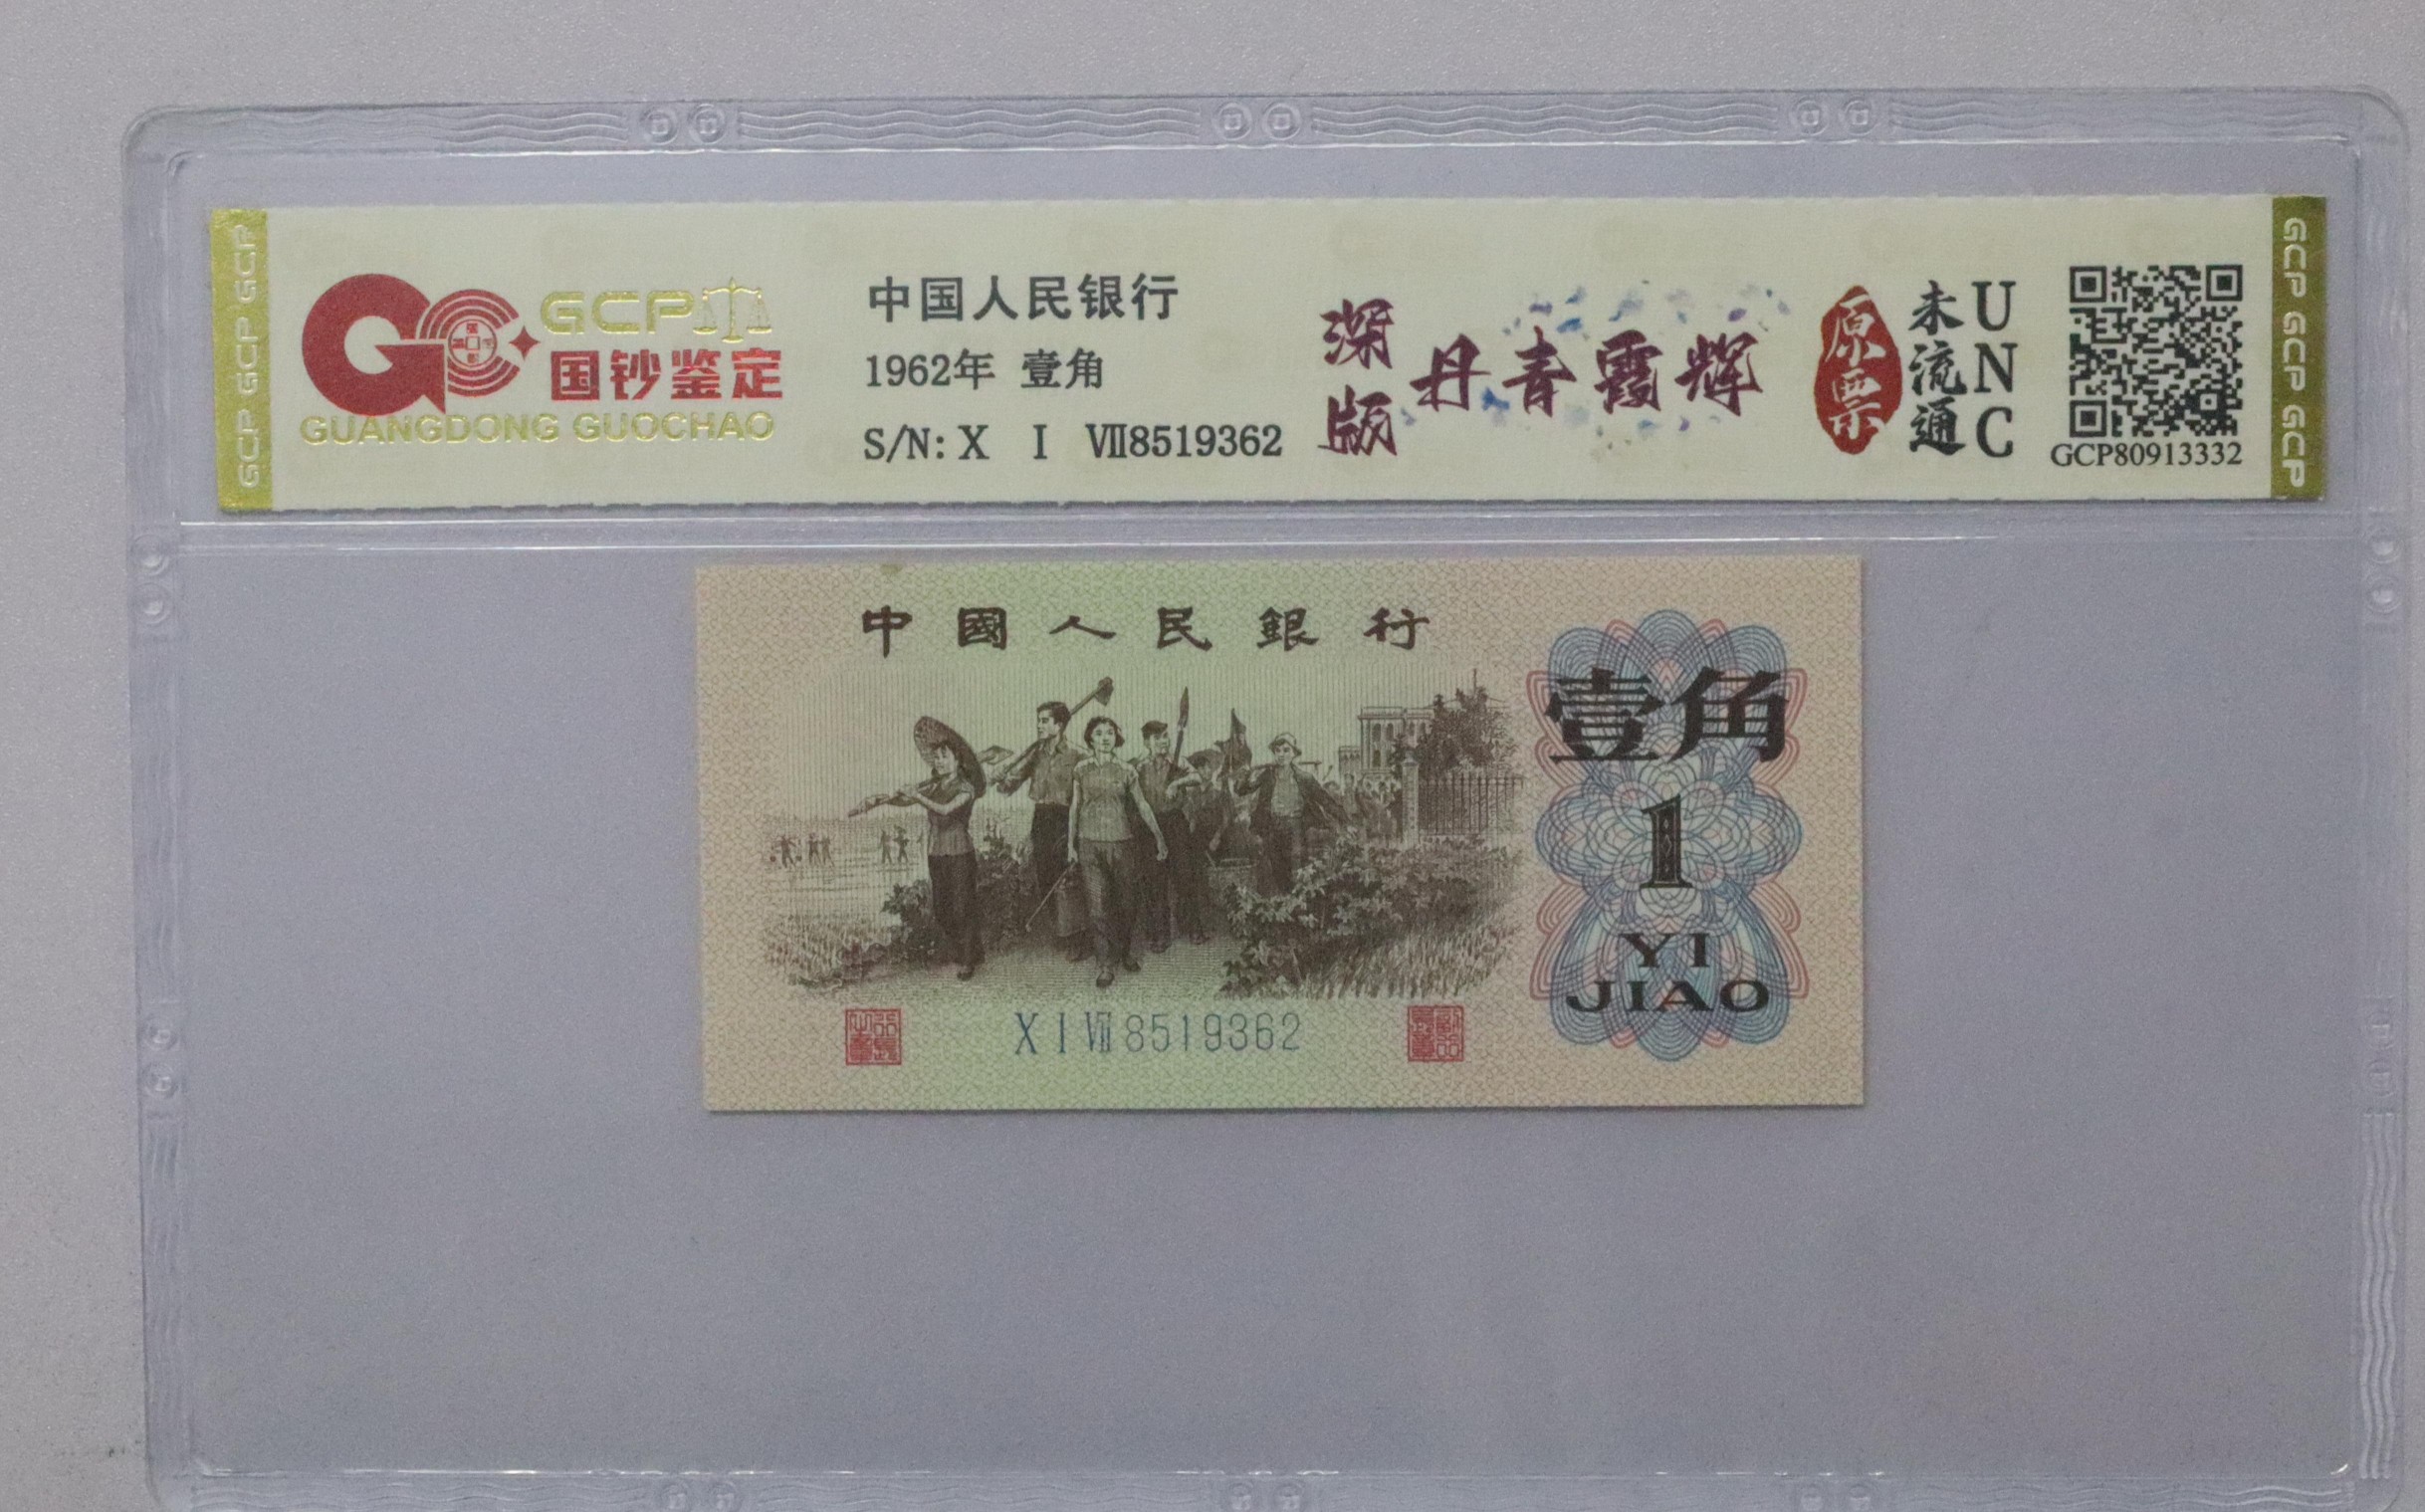 GCP GCP GCP
GCP
国钞鉴定
GUANGDONG GUOCHAO
中国人民银行
1962年 壹角
S/N: X I Ⅷ8519362
深版
丹青霞辉
原票
未流通
UNC
GCP80913332
GCP GCP GCP
中國人民銀行
壹角
1
YI
JIAO
X I Ⅷ 8519362